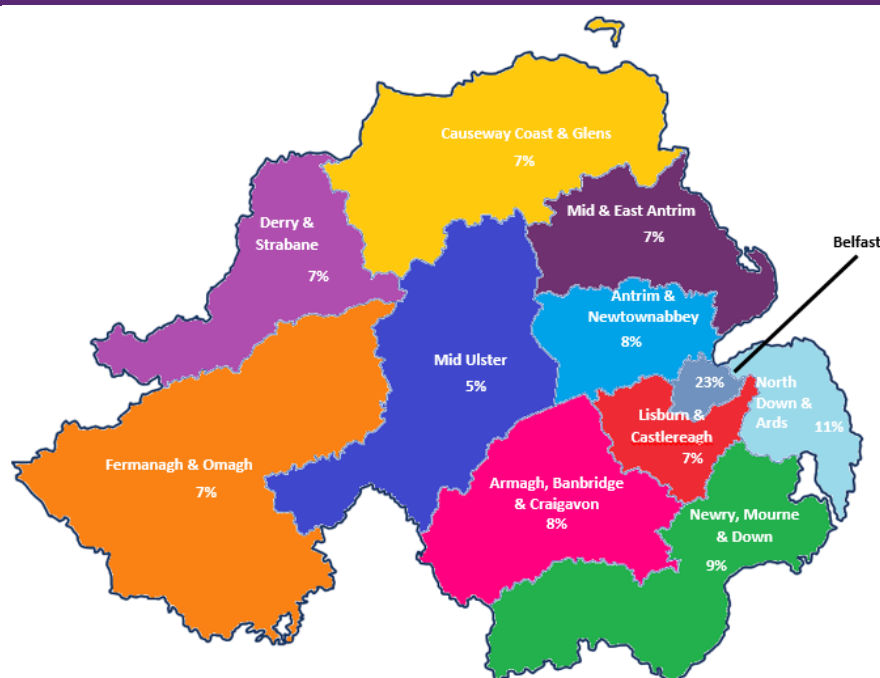 Causeway Coast & Glens
7%
Mid & East Antrim
7%
Derry &
Strabane
7%
Belfast
Antrim &
Newtownabbey
8%
Mid Ulster
5%
23%
North
Down &
Ards
11%
Lisburn &
Castlereagh
7%
Fermanagh & Omagh
7%
Armagh, Banbridge
& Craigavon
8%
Newry, Mourne
& Down
9%